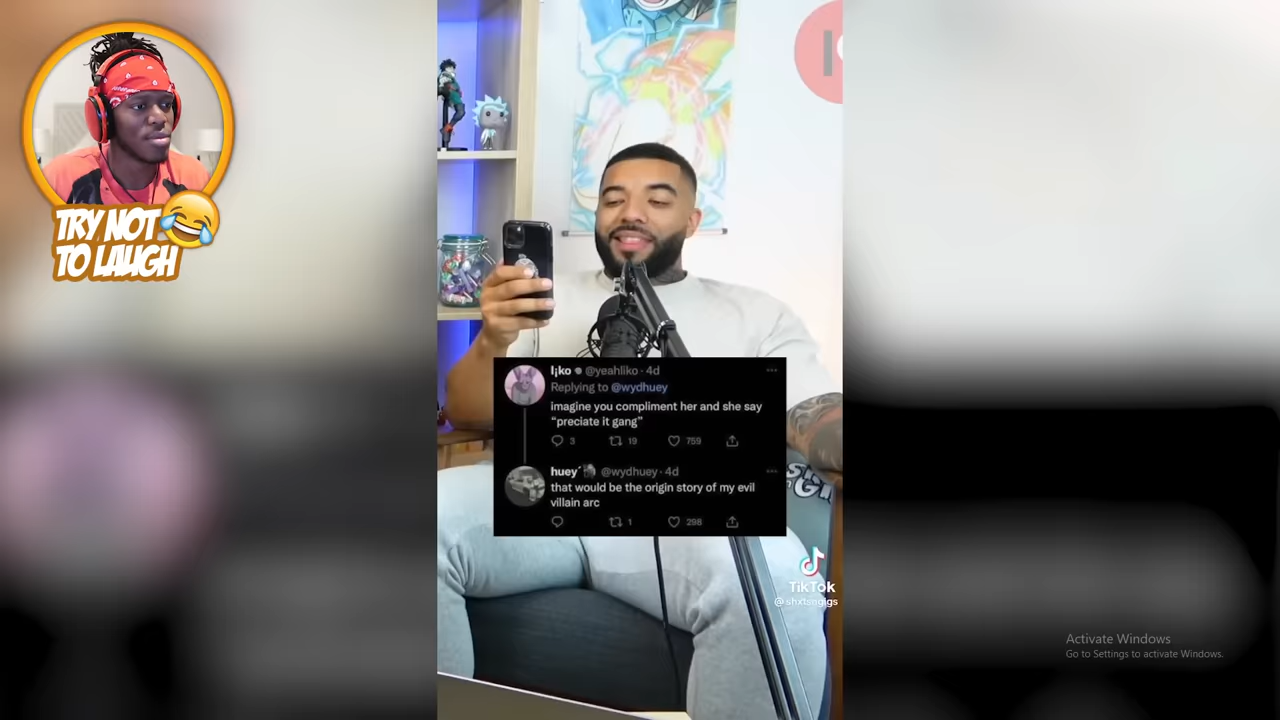 TRY NOT
TO LAUGH
l¡ko @yeahliko · 4d
Replying to @wydhuey
imagine you compliment her and she say
“preciate it gang”
3 19 759
huey @wydhuey · 4d
that would be the origin story of my evil
villain arc
1 298
TikTok
@shxtsngigs
Activate Windows
Go to Settings to activate Windows.